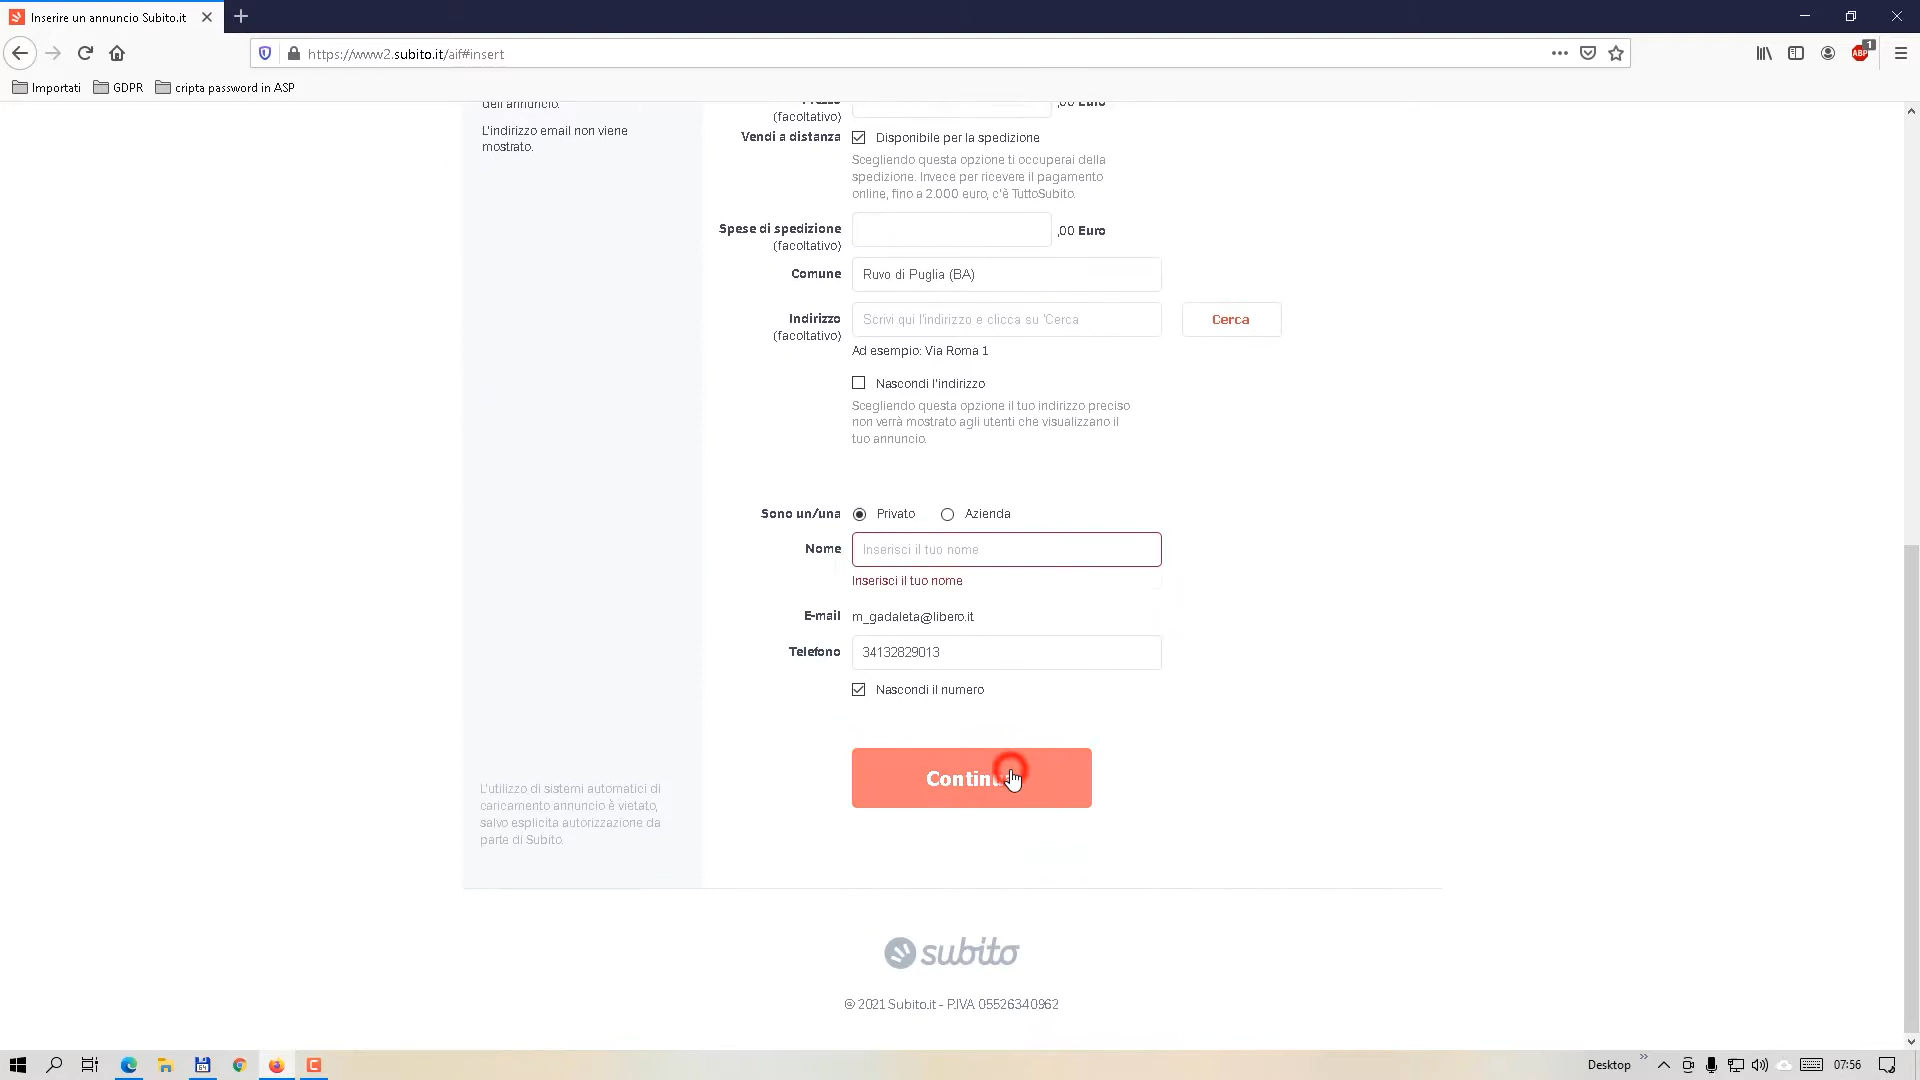 Inserire un annuncio Subito.it
https://www2.subito.it/aif#insert
1
ABP
Importati
GDPR
cripta password in ASP
dell'annuncio.
L'indirizzo email non viene
mostrato.
Prezzo
,00 Euro
(facoltativo)
Vendi a distanza
Disponibile per la spedizione
Scegliendo questa opzione ti occuperai della
spedizione. Invece per ricevere il pagamento
online, fino a 2.000 euro, c'è TuttoSubito.
Spese di spedizione
,00 Euro
(facoltativo)
Comune
Ruvo di Puglia (BA)
Indirizzo
Scrivi qui l'indirizzo e clicca su 'Cerca
Cerca
(facoltativo)
Ad esempio: Via Roma 1
Nascondi l'indirizzo
Scegliendo questa opzione il tuo indirizzo preciso
non verrà mostrato agli utenti che visualizzano il
tuo annuncio.
Sono un/una
Privato
Azienda
Nome
Inserisci il tuo nome
Inserisci il tuo nome
E-mail
m_gadaleta@libero.it
Telefono
34132829013
Nascondi il numero
L'utilizzo di sistemi automatici di
caricamento annuncio è vietato,
salvo esplicita autorizzazione da
parte di Subito.
subito
© 2021 Subito.it - P.IVA 05526340962
64
Desktop
07:56